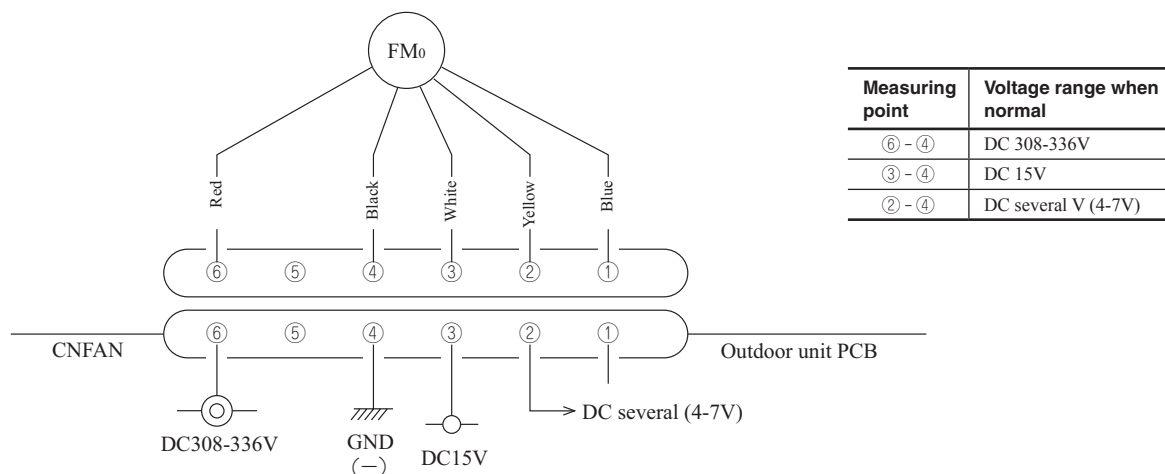 FM0
Red
Black
White
Yellow
Blue
⑥ ⑤ ④ ③ ② ①
⑥ ⑤ ④ ③ ② ①
CNFAN
Outdoor unit PCB
DC308-336V
GND
(−)
DC15V
DC several (4-7V)
Measuring point
Voltage range when normal
⑥ - ④
DC 308-336V
③ - ④
DC 15V
② - ④
DC several V (4-7V)